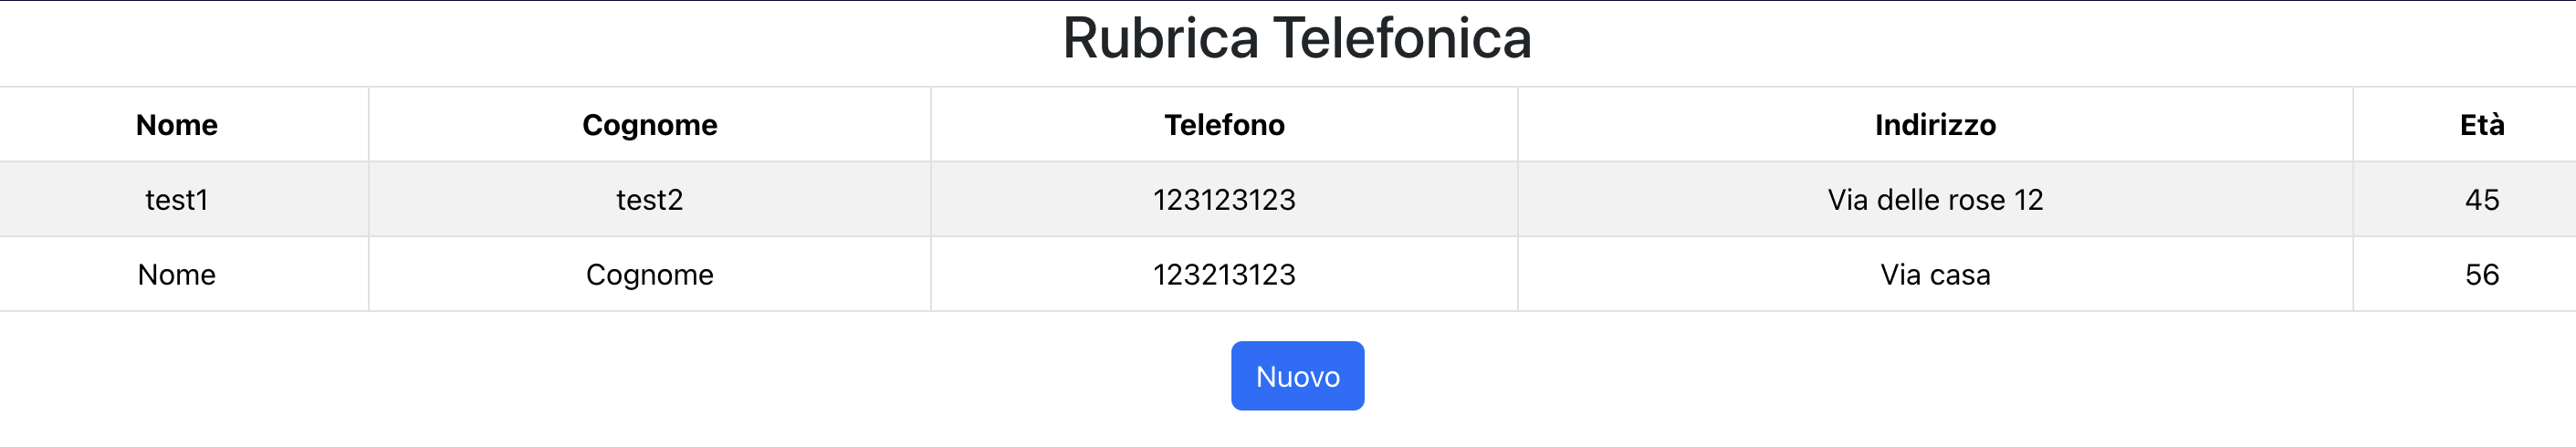 Rubrica Telefonica
Nome Cognome Telefono Indirizzo Età
test1 test2 123123123 Via delle rose 12 45
Nome Cognome 123213123 Via casa 56
Nuovo